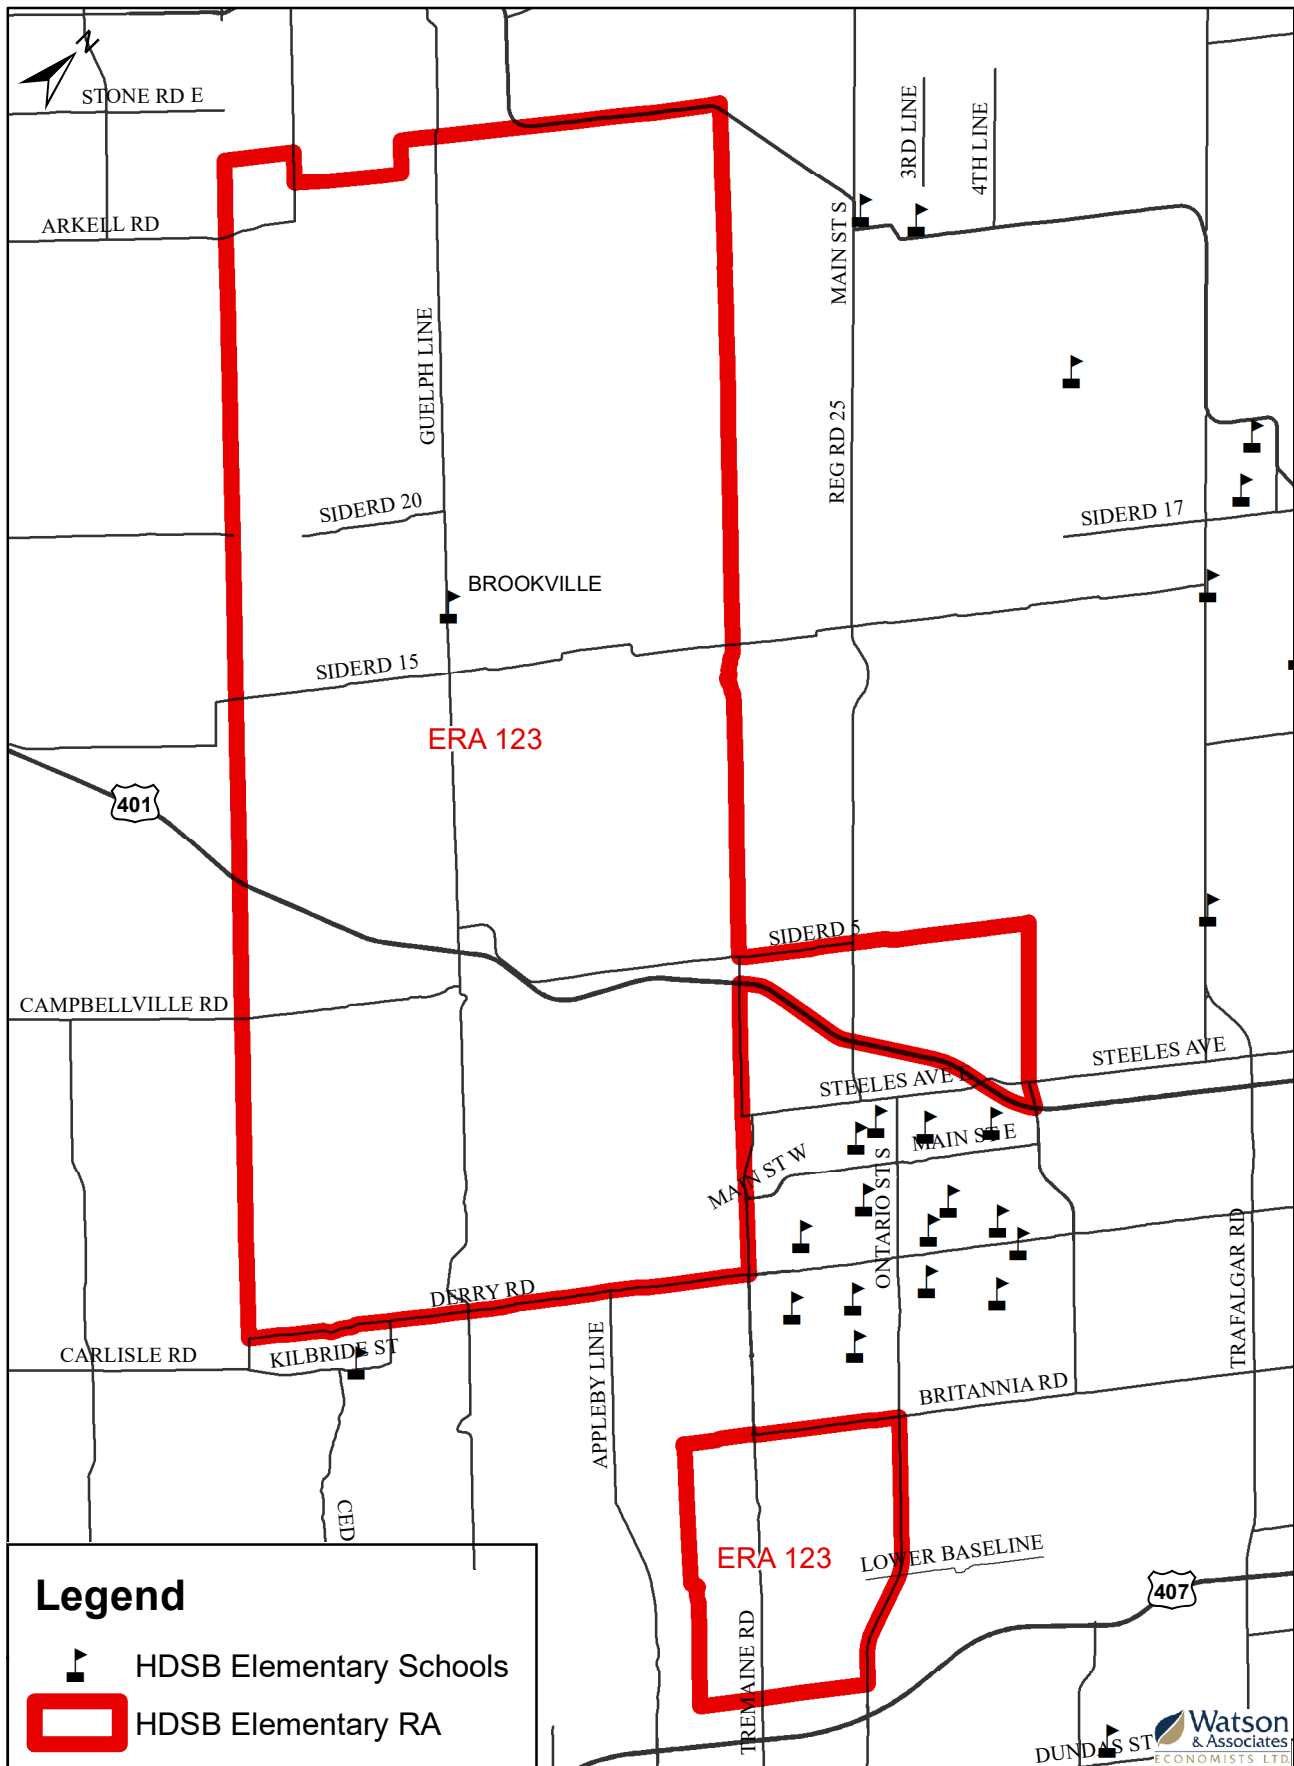 N
STONE RD E
3RD LINE
4TH LINE
ARKELL RD
MAIN ST S
GUELPH LINE
REG RD 25
SIDERD 20
SIDERD 17
BROOKVILLE
SIDERD 15
ERA 123
401
SIDERD 5
CAMPBELLVILLE RD
STEELES AVE
STEELES AVE E
MAIN ST E
MAIN ST W
ONTARIO ST S
TRAFALGAR RD
DERRY RD
CARLISLE RD
KILBRIDE ST
APPLEBY LINE
BRITANNIA RD
CED
ERA 123
LOWER BASELINE
407
TREMAINE RD
DUNDAS ST
Legend
HDSB Elementary Schools
HDSB Elementary RA
Watson
& Associates
ECONOMISTS LTD.